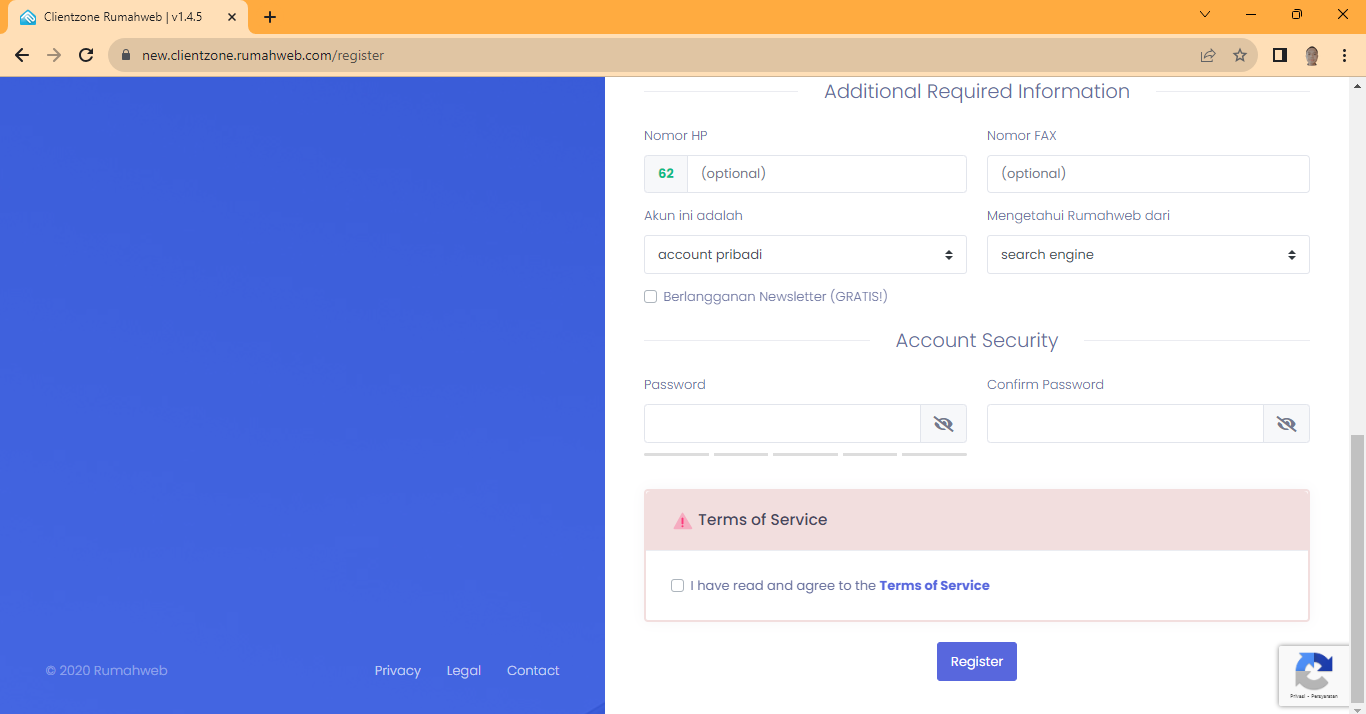 Clientzone Rumahweb | v1.4.5
new.clientzone.rumahweb.com/register
Additional Required Information
Nomor HP
Nomor FAX
62 (optional)
(optional)
Akun ini adalah
Mengetahui Rumahweb dari
account pribadi
search engine
Berlangganan Newsletter (GRATIS!)
Account Security
Password
Confirm Password
Terms of Service
I have read and agree to the Terms of Service
Register
© 2020 Rumahweb
Privacy
Legal
Contact
Privasi - Persyaratan